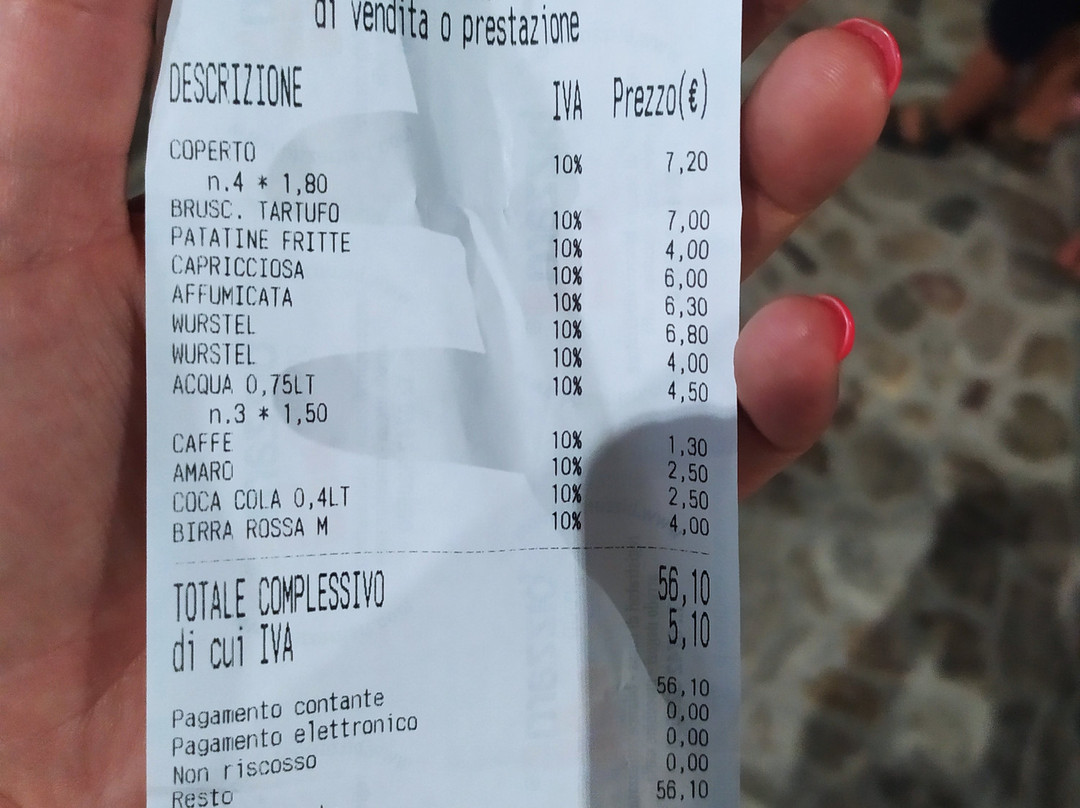 di vendita o prestazione
DESCRIZIONE IVA Prezzo(€)
COPERTO 10% 7,20
n.4 * 1,80
BRUSC. TARTUFO 10% 7,00
PATATINE FRITTE 10% 4,00
CAPRICCIOSA 10% 6,00
AFFUMICATA 10% 6,30
WURSTEL 10% 6,80
WURSTEL 10% 4,00
ACQUA 0,75LT 10% 4,50
n.3 * 1,50
CAFFE 10% 1,30
AMARO 10% 2,50
COCA COLA 0,4LT 10% 2,50
BIRRA ROSSA M 10% 4,00
TOTALE COMPLESSIVO 56,10
di cui IVA 5,10
Pagamento contante 56,10
Pagamento elettronico 0,00
Non riscosso 0,00
Resto 0,00
56,10